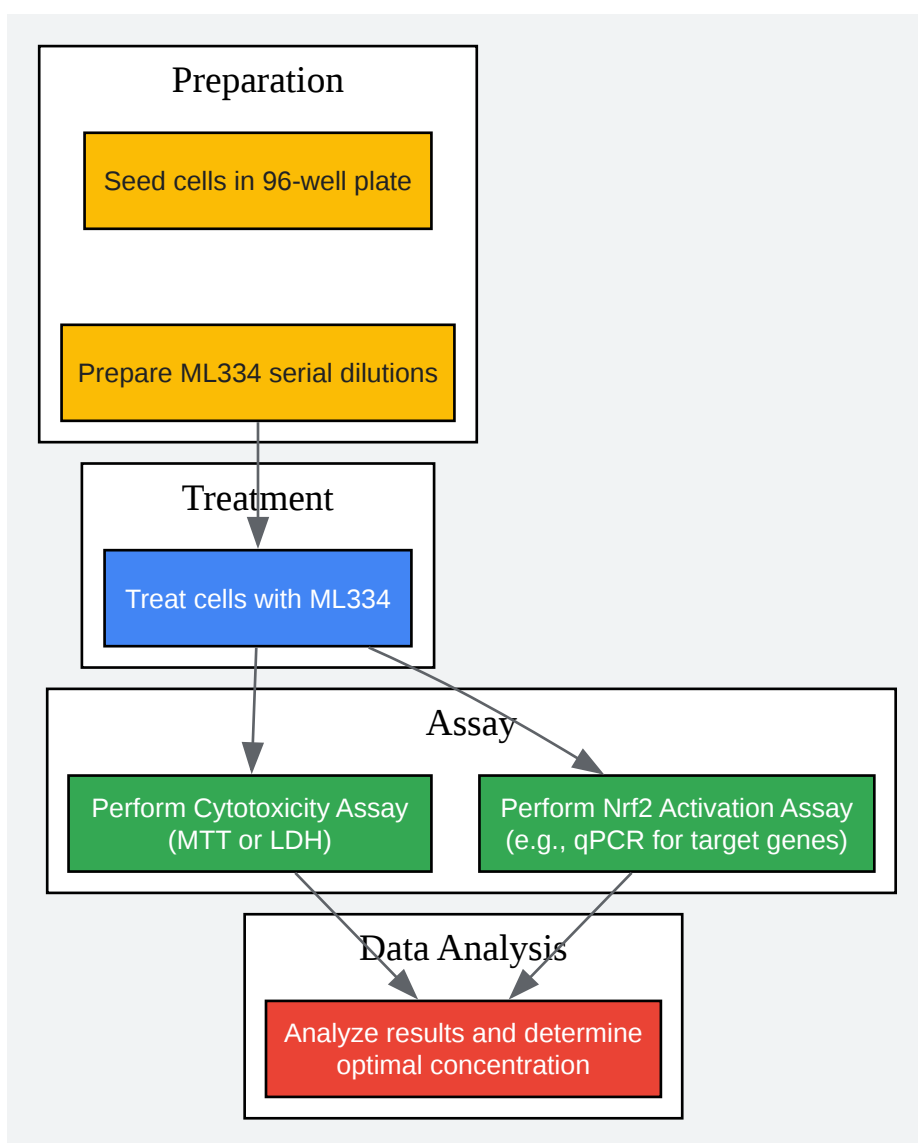 Preparation
Seed cells in 96-well plate
Prepare ML334 serial dilutions
Treatment
Treat cells with ML334
Assay
Perform Cytotoxicity Assay
(MTT or LDH)
Perform Nrf2 Activation Assay
(e.g., qPCR for target genes)
Data Analysis
Analyze results and determine
optimal concentration